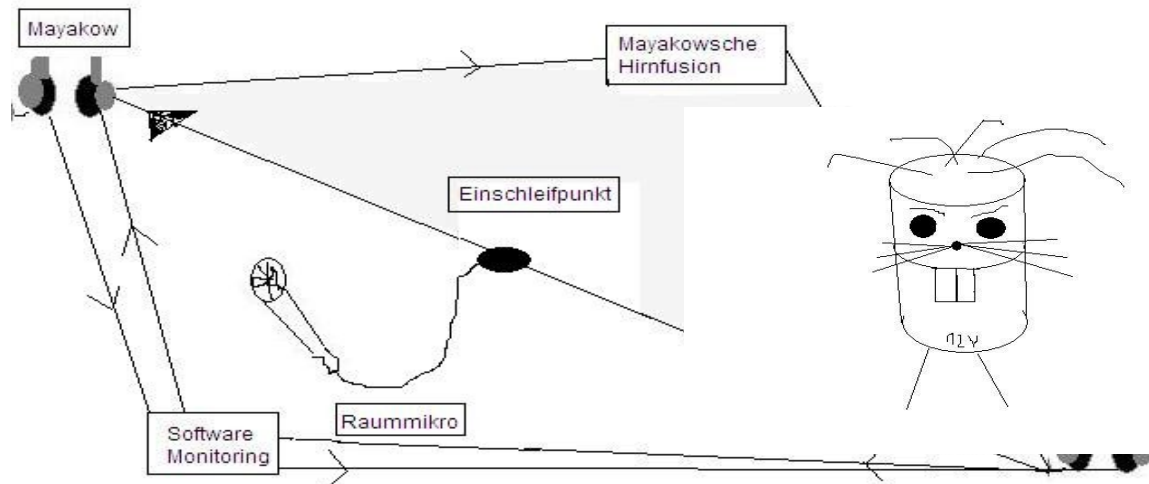 Mayakow
Mayakowsche
Hirnfusion
Einschleifpunkt
Raummikro
Software
Monitoring